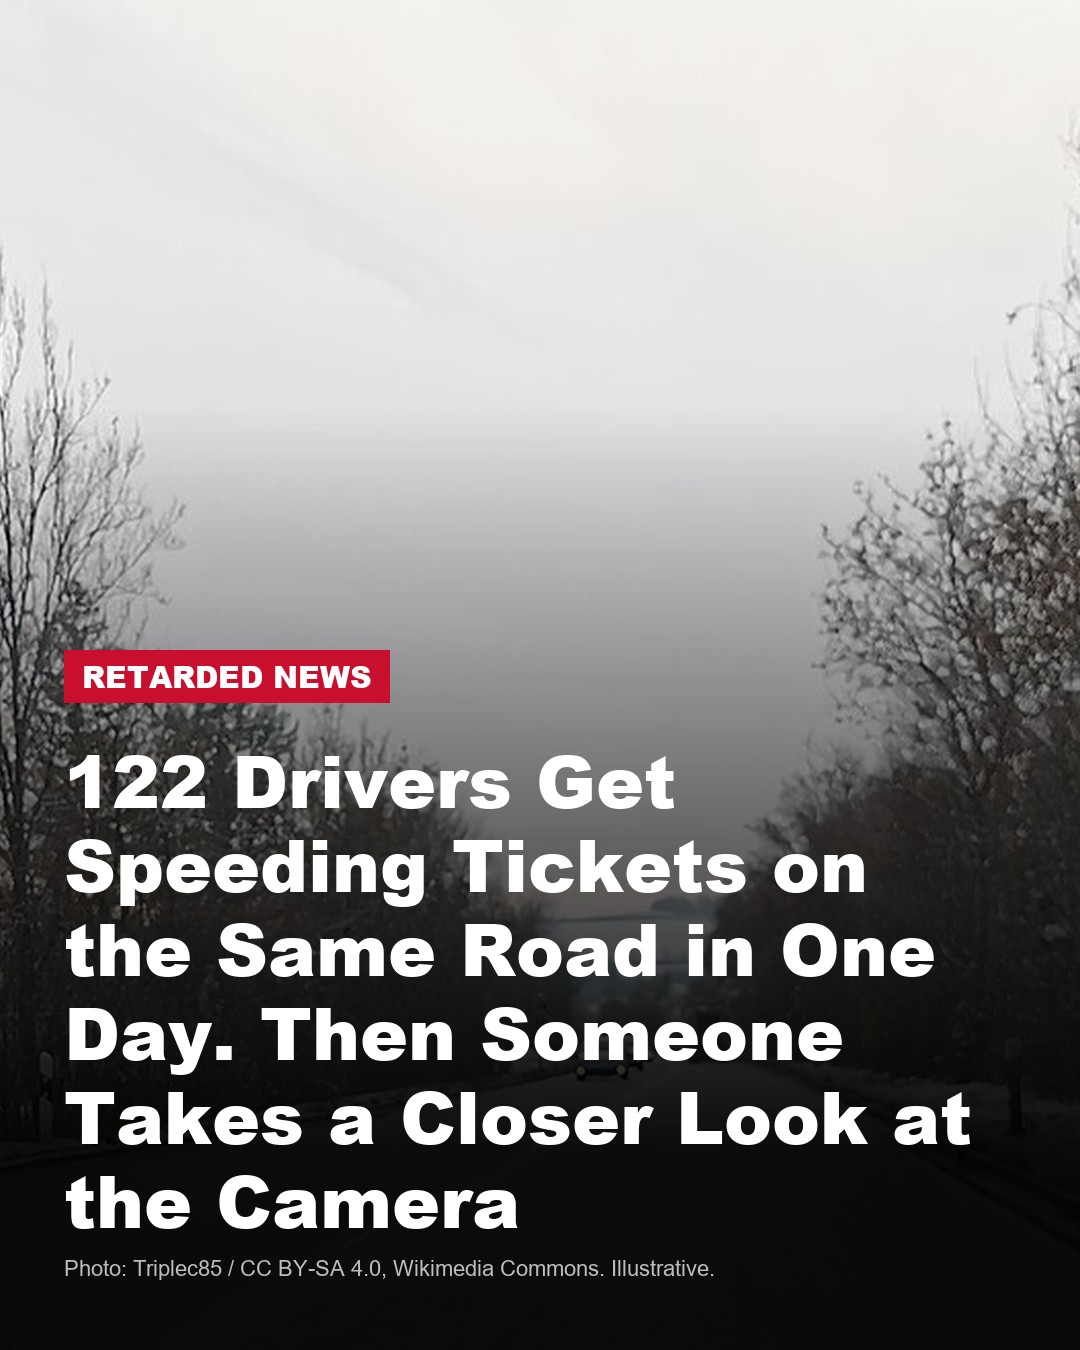 RETARDED NEWS
122 Drivers Get
Speeding Tickets on
the Same Road in One
Day. Then Someone
Takes a Closer Look at
the Camera
Photo: Triplec85 / CC BY-SA 4.0, Wikimedia Commons. Illustrative.